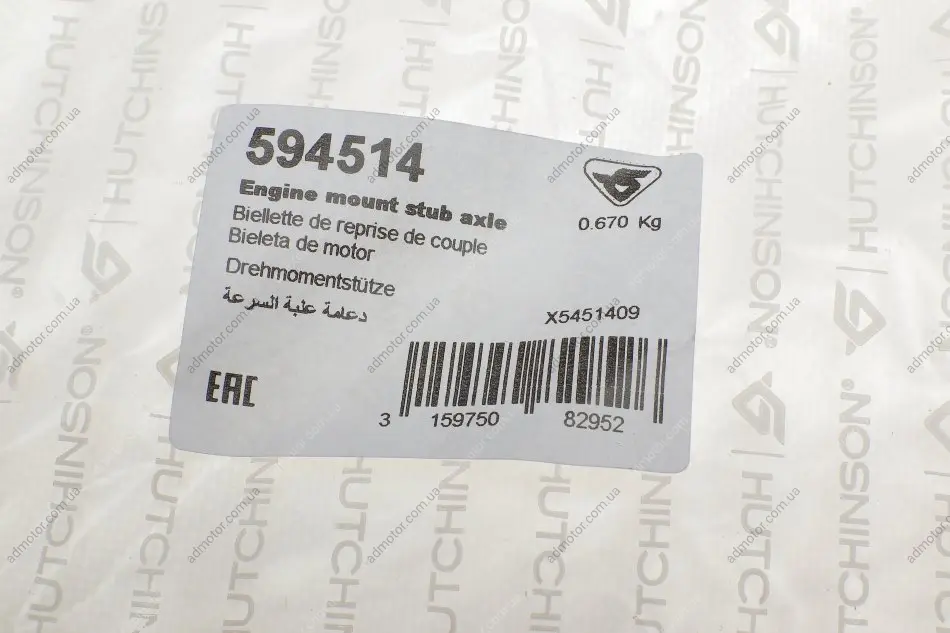 594514
Engine mount stub axle
Biellette de reprise de couple
Bieleta de motor
Drehmomentstütze
دعامة علبة السرعة
0.670 Kg
X5451409
EAC
3 159750 82952
HUTCHINSON®
admotor.com.ua